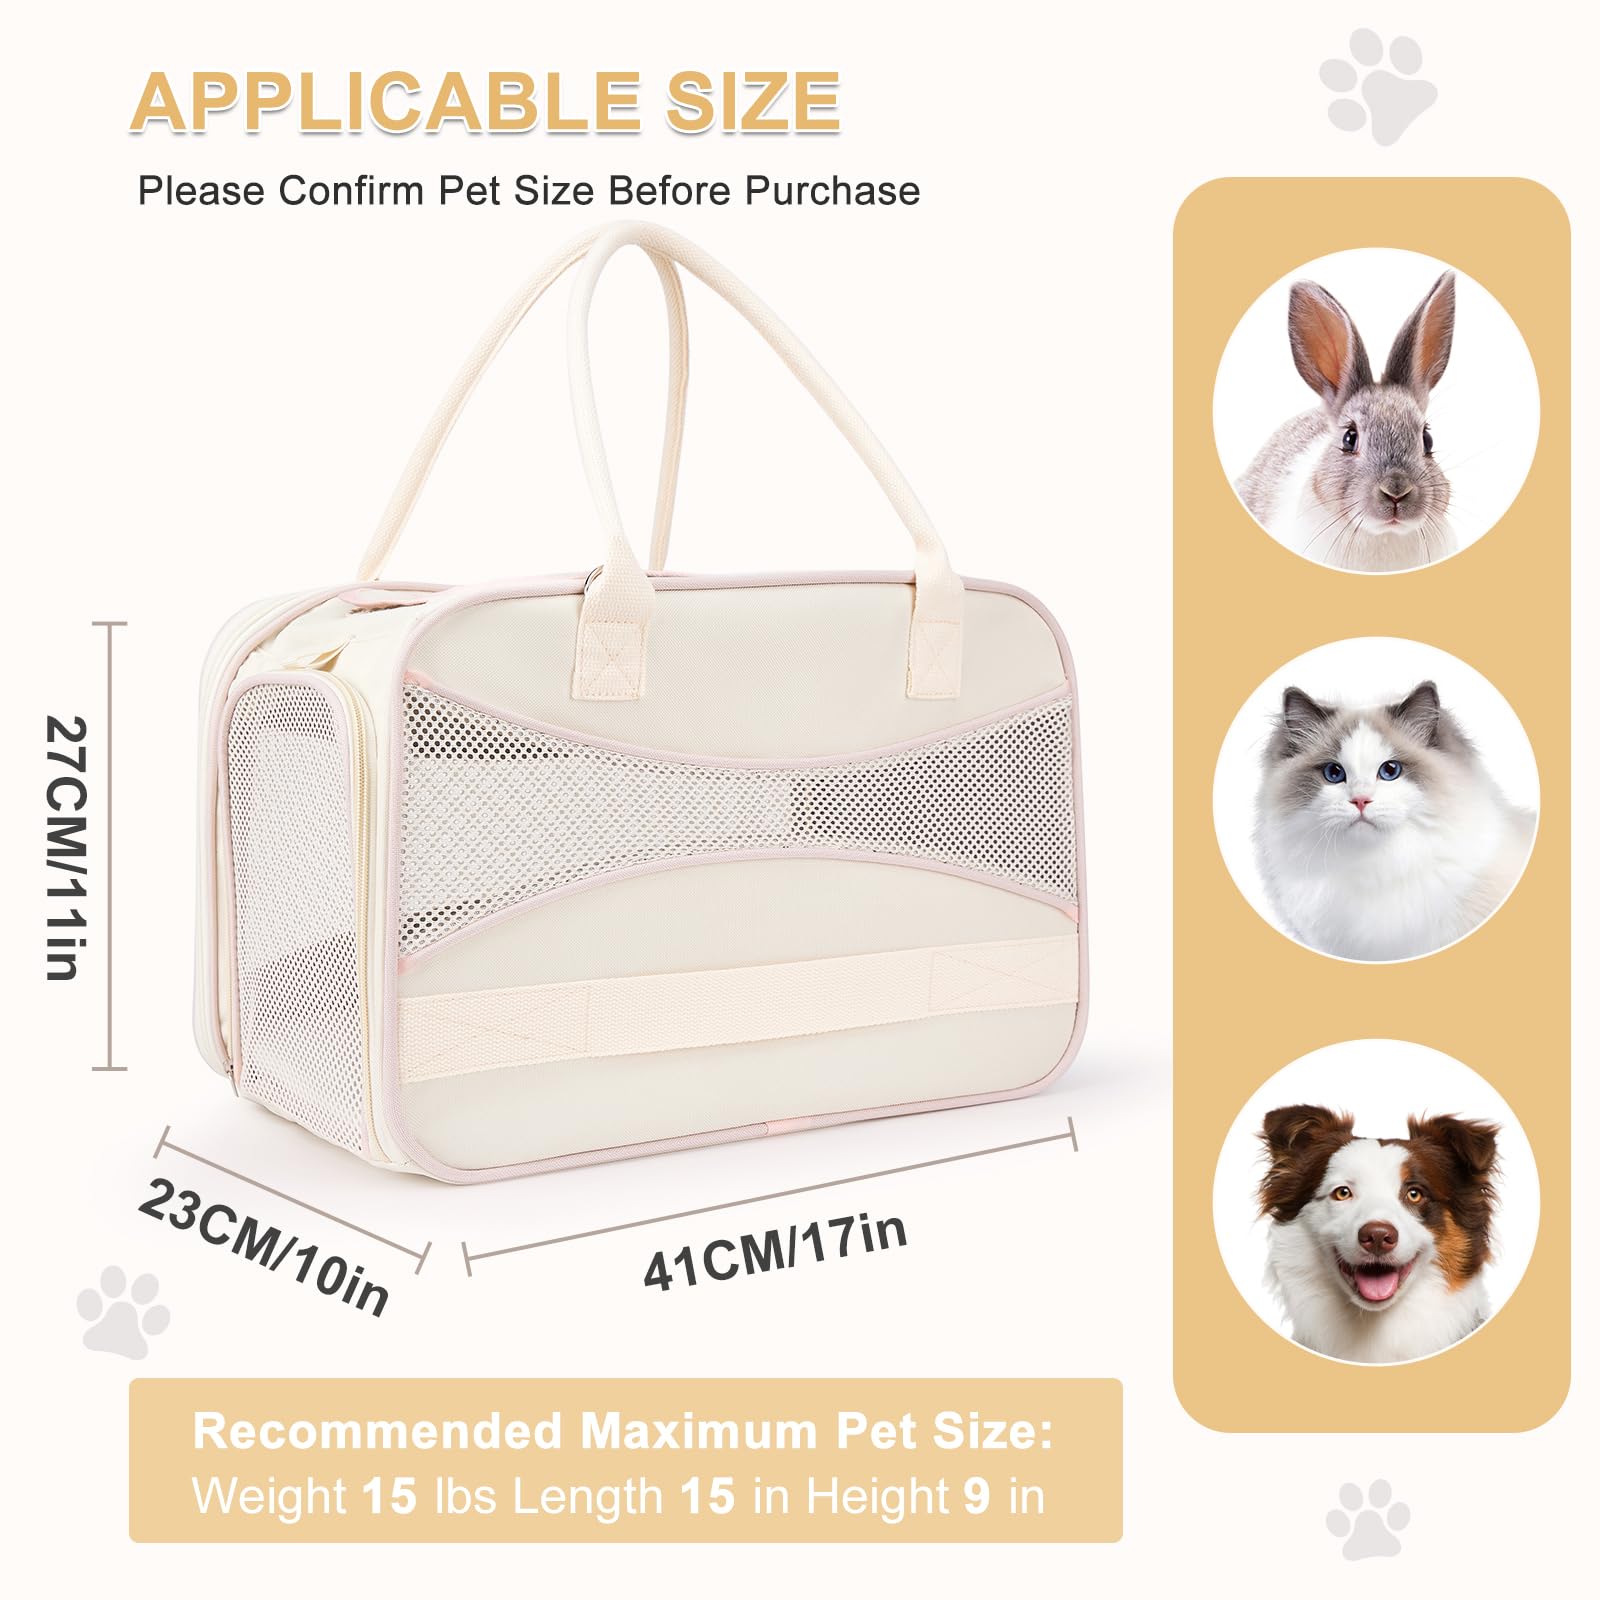 APPLICABLE SIZE
Please Confirm Pet Size Before Purchase
27CM/11in
23CM/10in
41CM/17in
Recommended Maximum Pet Size:
Weight 15 lbs Length 15 in Height 9 in